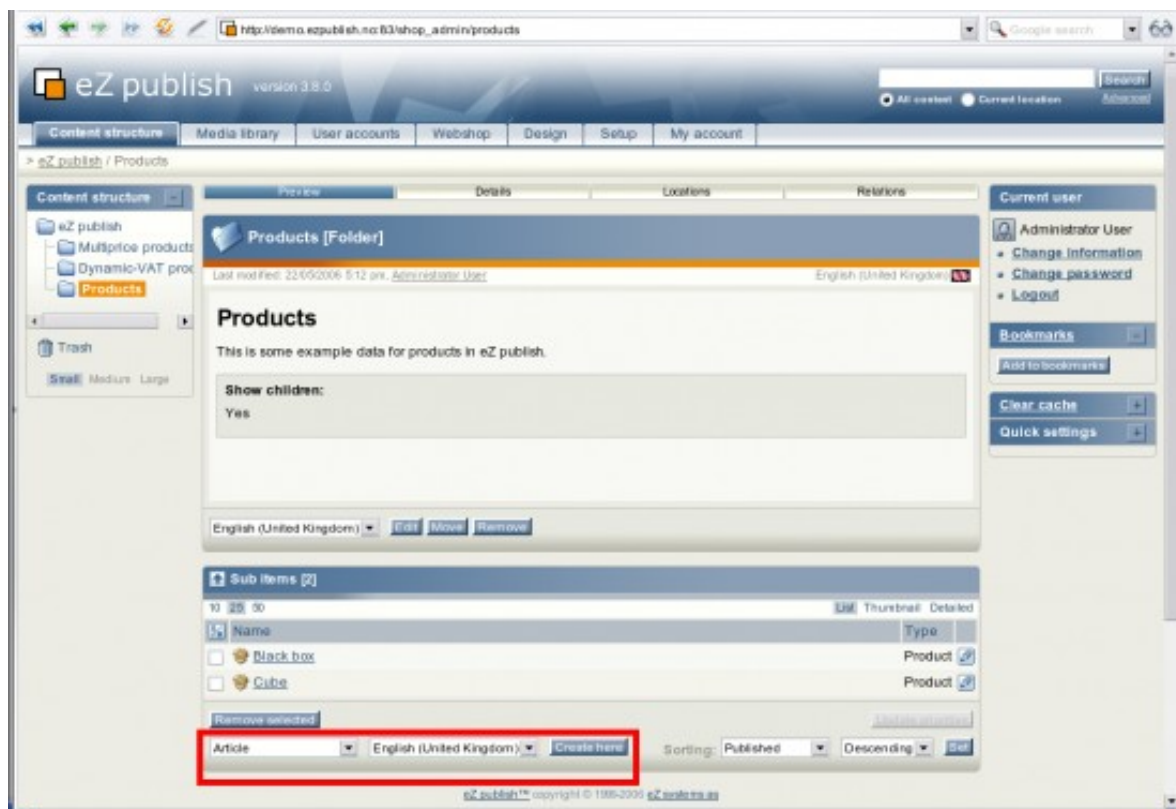 http://demo.ezpublish.no:83/shop_admin/products
Google search
eZ publish version 3.8.0
Search
All content Current location Advanced
Content structure Media library User accounts Webshop Design Setup My account
> eZ publish / Products
Content structure
eZ publish
Multiprice products
Dynamic-VAT prod
Products
Trash
Small Medium Large
Preview Details Locations Relations
Products [Folder]
Last modified: 22/05/2006 5:12 pm, Administrator User English (United Kingdom)
Products
This is some example data for products in eZ publish.
Show children:
Yes
English (United Kingdom) Edit Move Remove
Sub items [2]
10 25 50 List Thumbnail Detailed
Name Type
Black box Product
Cube Product
Remove selected Update priorities
Article English (United Kingdom) Create here Sorting: Published Descending Set
Current user
Administrator User
Change information
Change password
Logout
Bookmarks
Add to bookmarks
Clear cache
Quick settings
eZ publish™ copyright © 1999-2006 eZ systems as